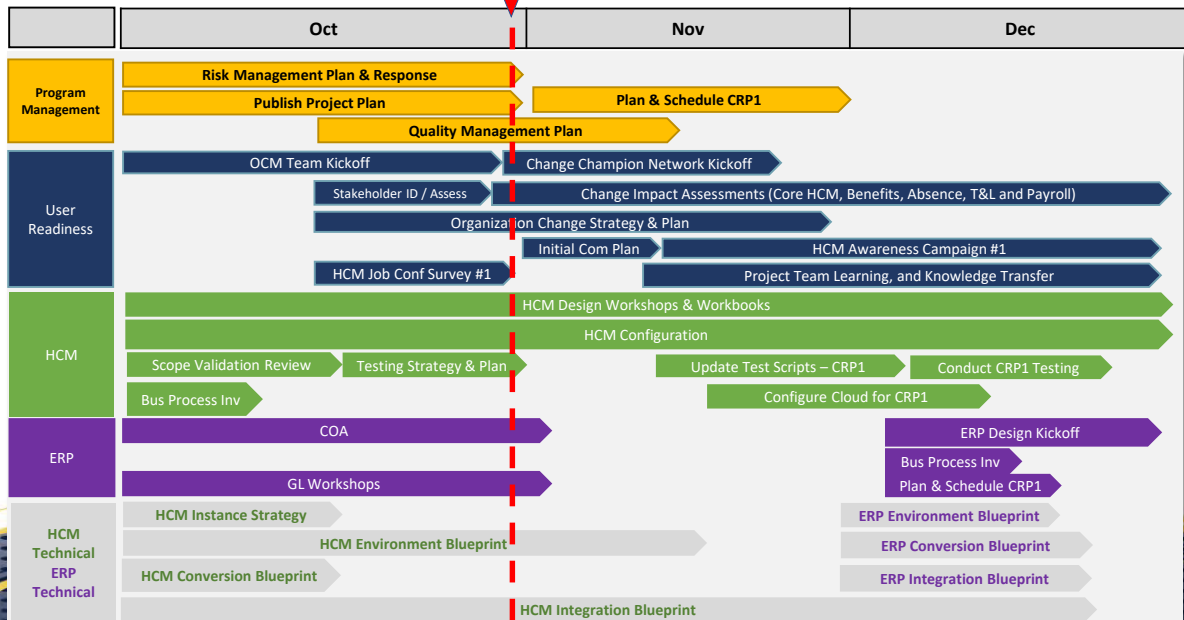 Oct
Nov
Dec
Program
Management
Risk Management Plan & Response
Publish Project Plan
Plan & Schedule CRP1
Quality Management Plan
User
Readiness
OCM Team Kickoff
Change Champion Network Kickoff
Stakeholder ID / Assess
Change Impact Assessments (Core HCM, Benefits, Absence, T&L and Payroll)
Organization Change Strategy & Plan
Initial Com Plan
HCM Awareness Campaign #1
HCM Job Conf Survey #1
Project Team Learning, and Knowledge Transfer
HCM
HCM Design Workshops & Workbooks
HCM Configuration
Scope Validation Review
Testing Strategy & Plan
Update Test Scripts – CRP1
Conduct CRP1 Testing
Bus Process Inv
Configure Cloud for CRP1
ERP
COA
ERP Design Kickoff
Bus Process Inv
GL Workshops
Plan & Schedule CRP1
HCM
Technical
ERP
Technical
HCM Instance Strategy
ERP Environment Blueprint
HCM Environment Blueprint
ERP Conversion Blueprint
HCM Conversion Blueprint
ERP Integration Blueprint
HCM Integration Blueprint